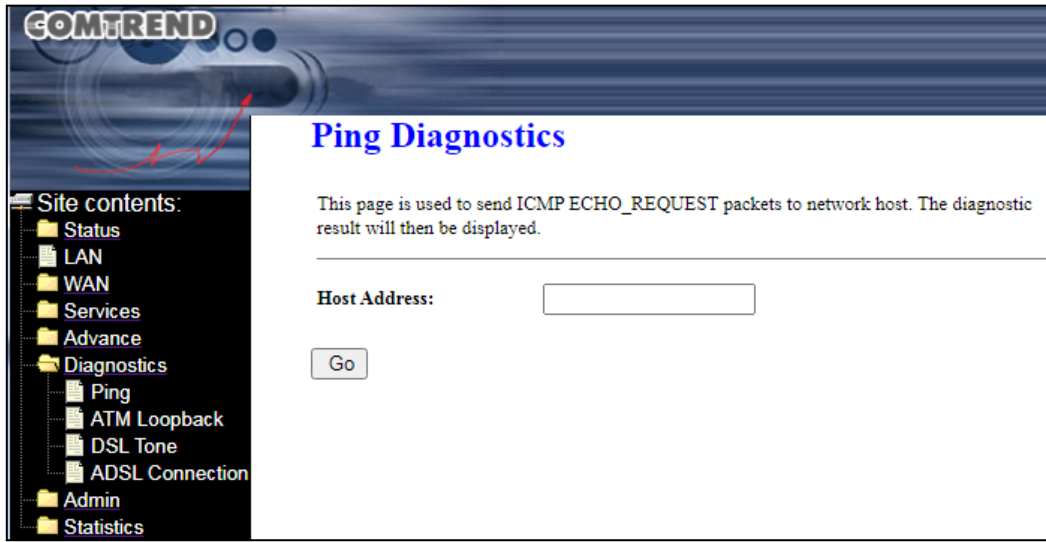 COMTREND
Ping Diagnostics
This page is used to send ICMP ECHO_REQUEST packets to network host. The diagnostic
result will then be displayed.
Host Address:
Go
Site contents:
Status
LAN
WAN
Services
Advance
Diagnostics
Ping
ATM Loopback
DSL Tone
ADSL Connection
Admin
Statistics